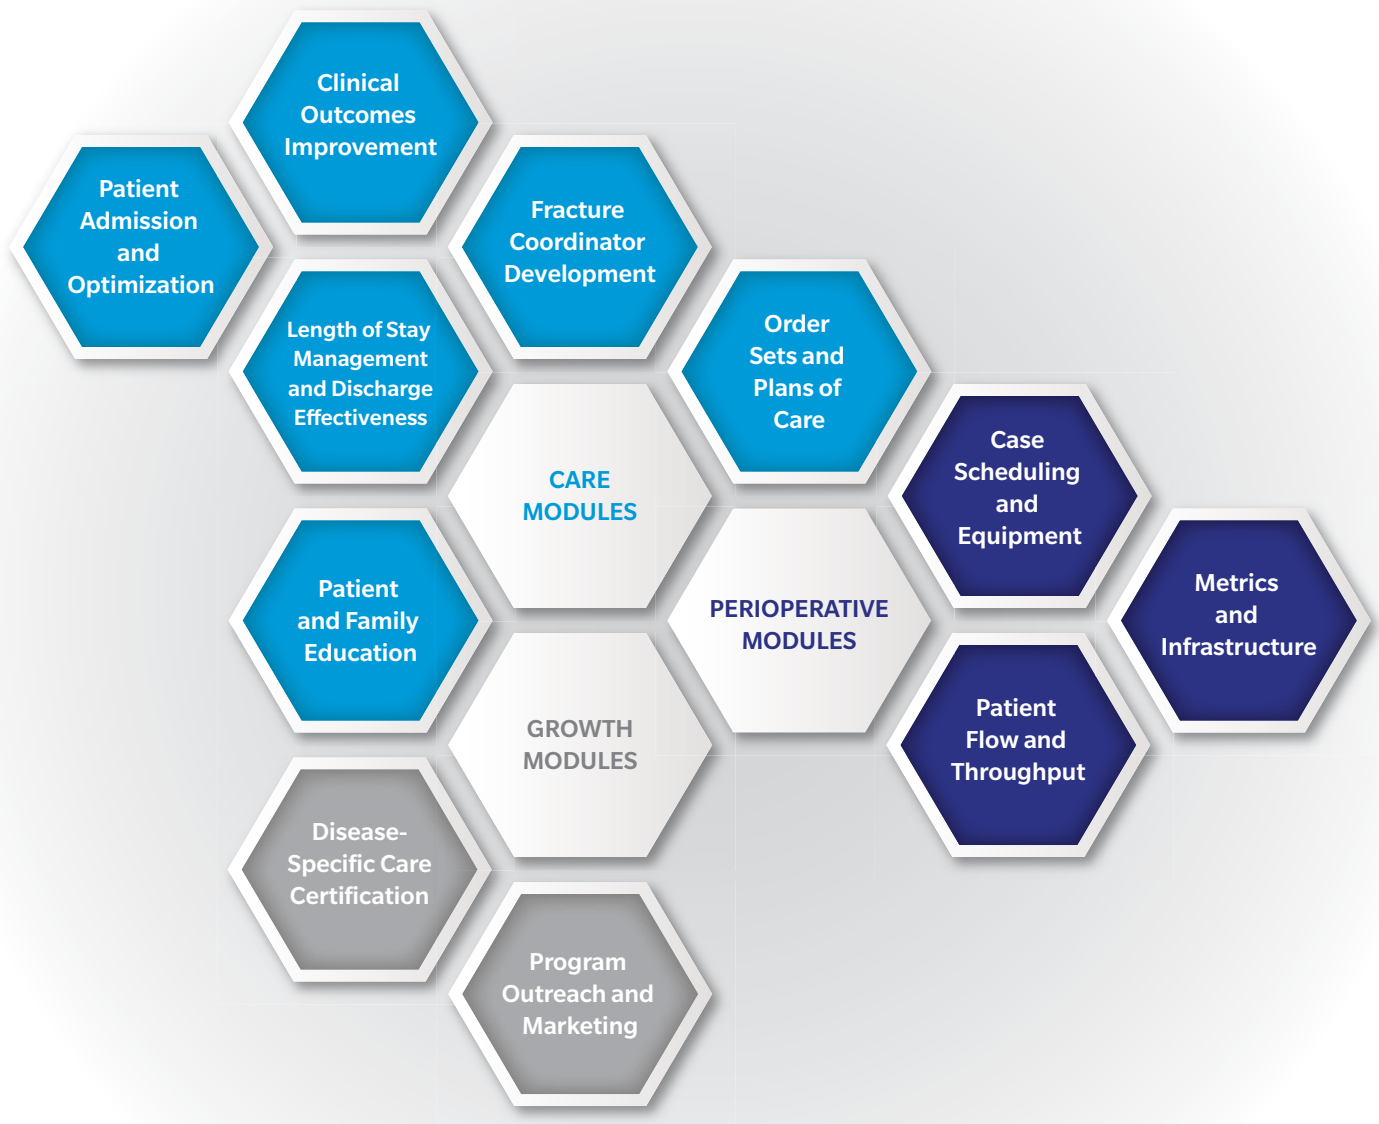 Clinical
Outcomes
Improvement
Patient
Admission
and
Optimization
Fracture
Coordinator
Development
Length of Stay
Management
and Discharge
Effectiveness
Order
Sets and
Plans of
Care
CARE
MODULES
Case
Scheduling
and
Equipment
Patient
and Family
Education
PERIOPERATIVE
MODULES
Metrics
and
Infrastructure
GROWTH
MODULES
Patient
Flow and
Throughput
Disease-
Specific Care
Certification
Program
Outreach and
Marketing